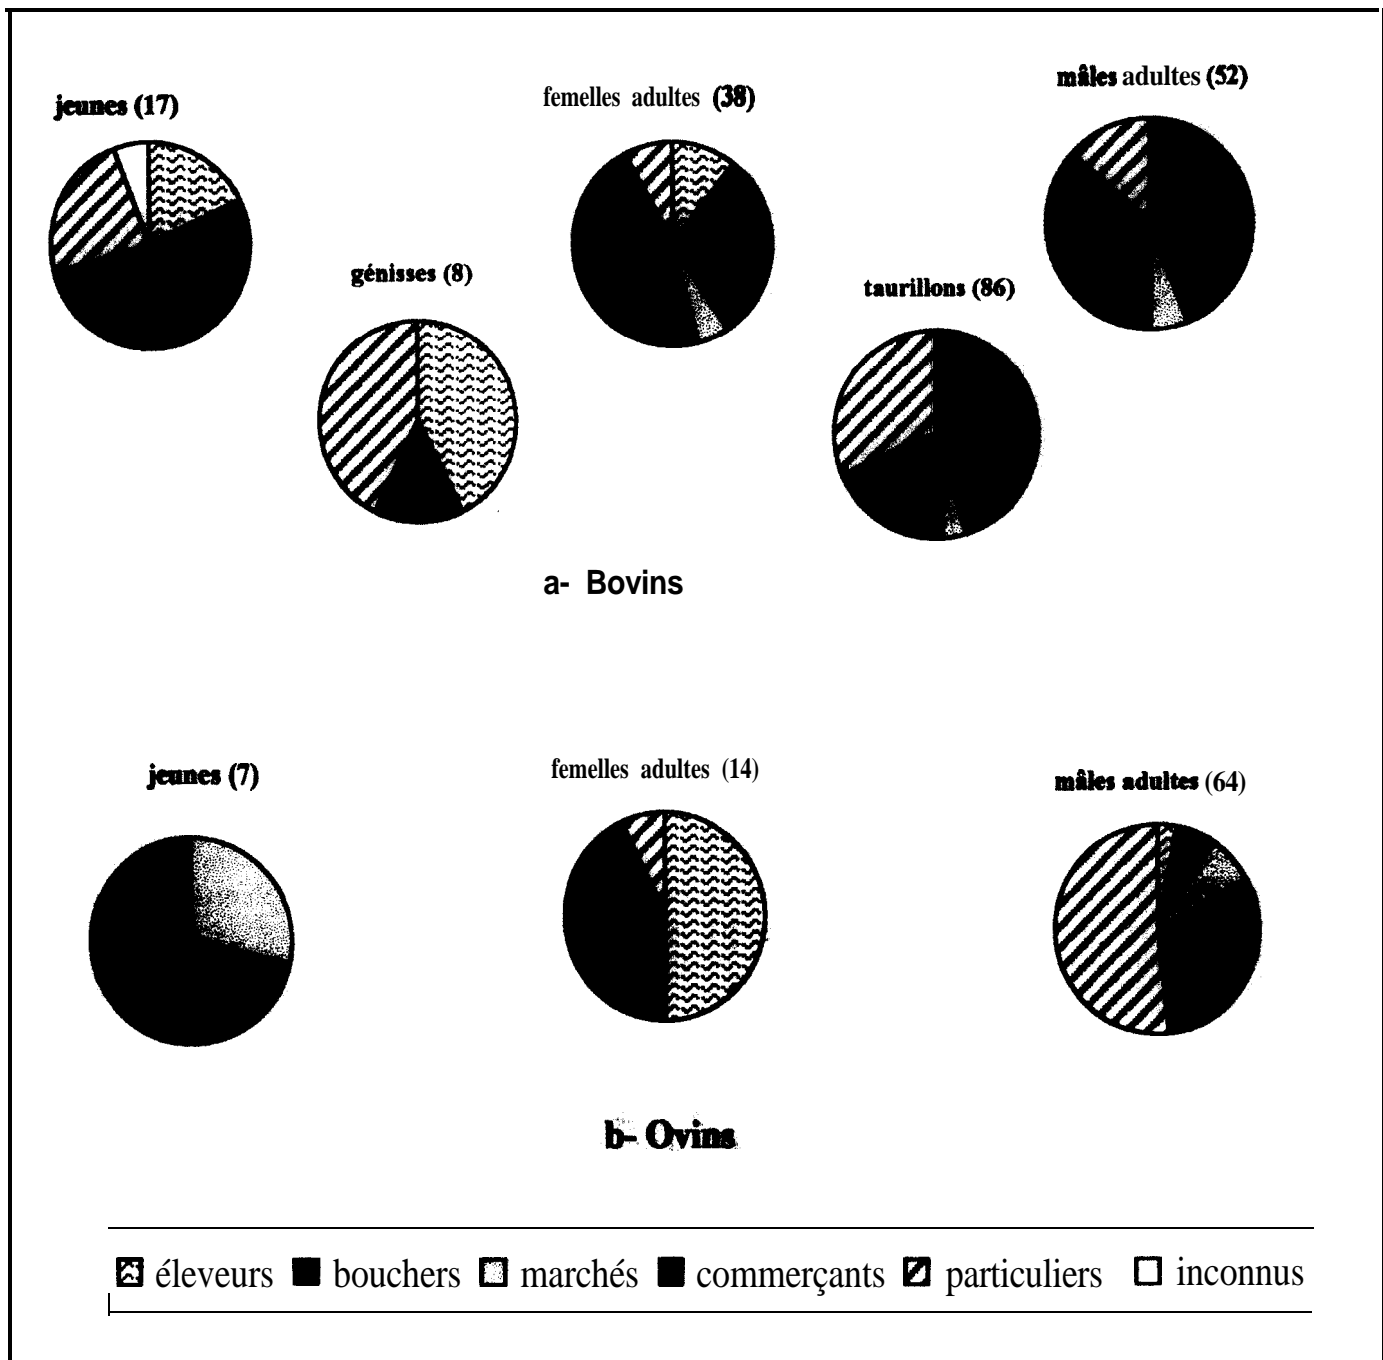 jeunes (17)
femelles adultes (38)
mâles adultes (52)
génisses (8)
taurillons (86)
a- Bovins
jeunes (7)
femelles adultes (14)
mâles adultes (64)
b- Ovins
éleveurs bouchers marchés commerçants particuliers inconnus